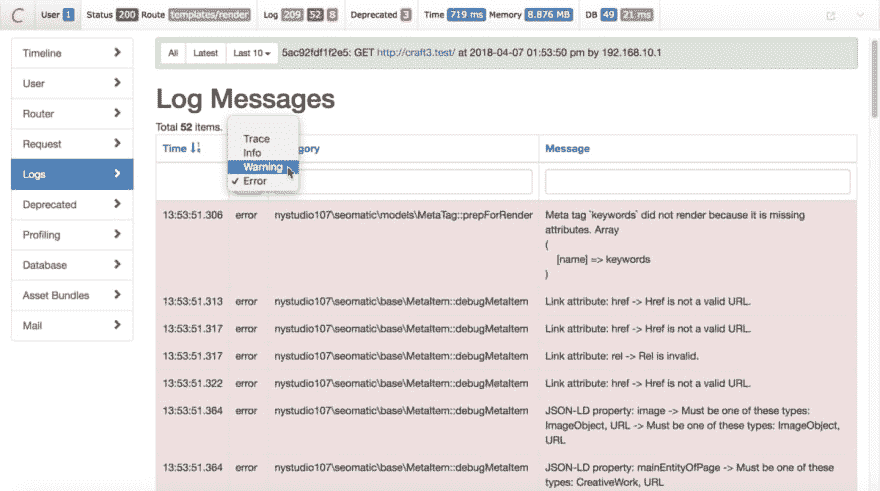 C User 1 Status 200 Route templates/render Log 209 52 8 Deprecated 3 Time 719 ms Memory 8.876 MB DB 49 21 ms
Timeline
User
Router
Request
Logs
Deprecated
Profiling
Database
Asset Bundles
Mail
All Latest Last 10 5ac92fdf1f2e5: GET http://craft3.test/ at 2018-04-07 01:53:50 pm by 192.168.10.1
Log Messages
Total 52 items.
Time gory Message
Trace
Info
Warning
✓ Error
13:53:51.306 error nystudio107\seomatic\models\MetaTag::prepForRender Meta tag `keywords` did not render because it is missing
attributes. Array
(
[name] => keywords
)
13:53:51.313 error nystudio107\seomatic\base\MetaItem::debugMetaItem Link attribute: href -> Href is not a valid URL.
13:53:51.317 error nystudio107\seomatic\base\MetaItem::debugMetaItem Link attribute: href -> Href is not a valid URL.
13:53:51.317 error nystudio107\seomatic\base\MetaItem::debugMetaItem Link attribute: rel -> Rel is invalid.
13:53:51.322 error nystudio107\seomatic\base\MetaItem::debugMetaItem Link attribute: href -> Href is not a valid URL.
13:53:51.364 error nystudio107\seomatic\base\MetaItem::debugMetaItem JSON-LD property: image -> Must be one of these types:
ImageObject, URL -> Must be one of these types: ImageObject,
URL
13:53:51.364 error nystudio107\seomatic\base\MetaItem::debugMetaItem JSON-LD property: mainEntityOfPage -> Must be one of these
types: CreativeWork, URL